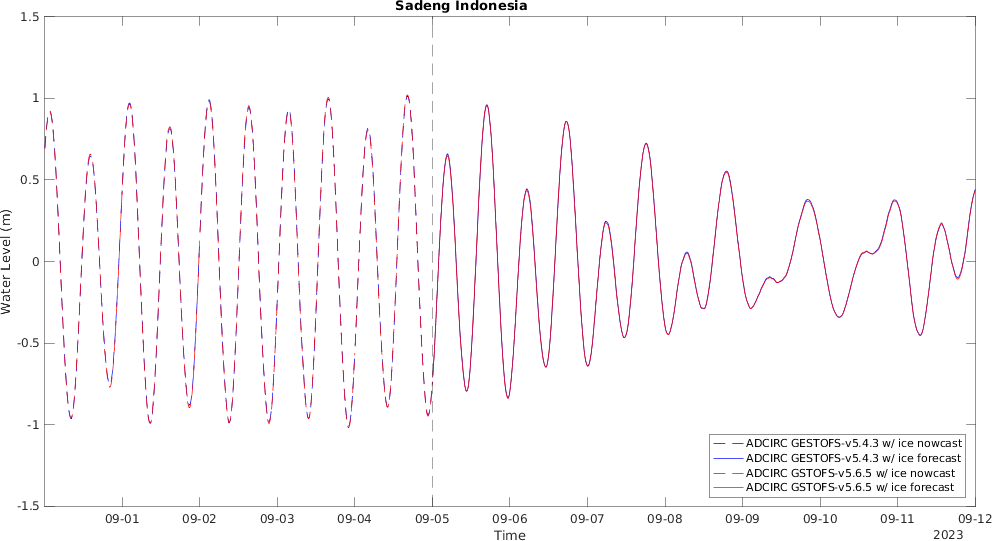 Sadeng Indonesia
1.5
1
0.5
0
-0.5
-1
-1.5
Water Level (m)
09-01 09-02 09-03 09-04 09-05 09-06 09-07 09-08 09-09 09-10 09-11 09-12
Time
2023
ADCIRC GESTOFS-v5.4.3 w/ ice nowcast
ADCIRC GESTOFS-v5.4.3 w/ ice forecast
ADCIRC GSTOFS-v5.6.5 w/ ice nowcast
ADCIRC GSTOFS-v5.6.5 w/ ice forecast